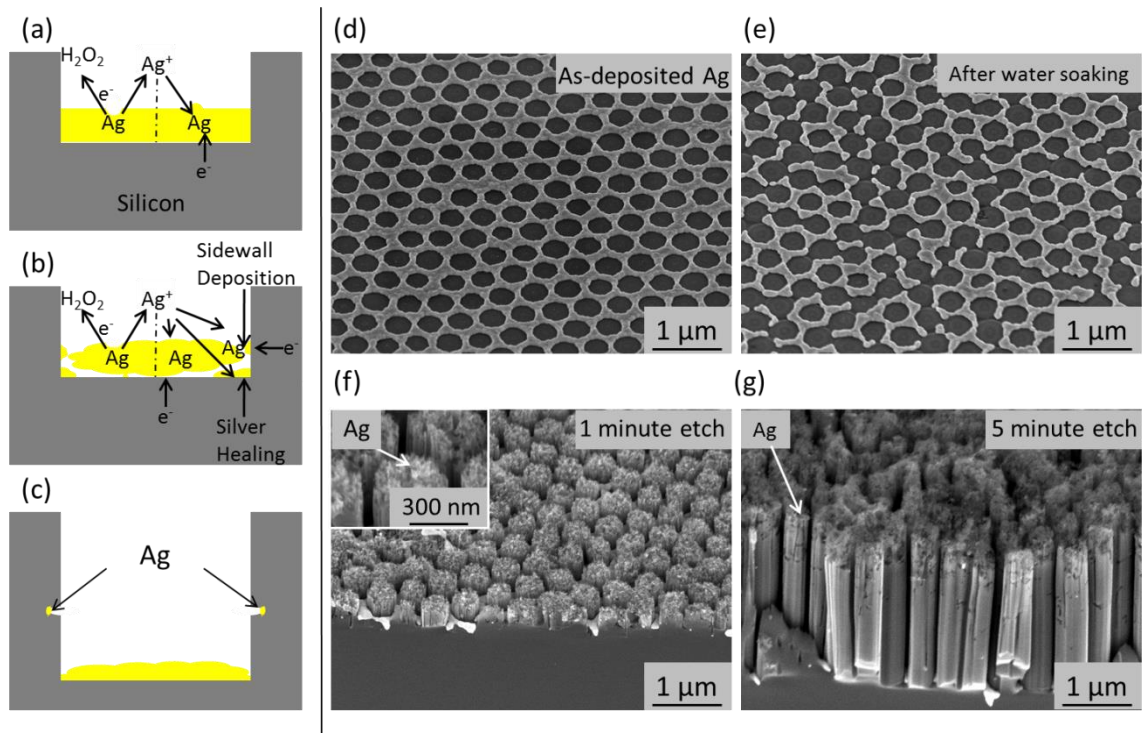 (a)
H₂O₂
Ag⁺
e⁻
Ag
Ag
e⁻
Silicon
(b)
Sidewall
Deposition
H₂O₂
Ag⁺
e⁻
Ag
Ag
Ag
e⁻
e⁻
Silver
Healing
(c)
Ag
(d)
As-deposited Ag
1 μm
(e)
After water soaking
1 μm
(f)
Ag
1 minute etch
300 nm
1 μm
(g)
Ag
5 minute etch
1 μm